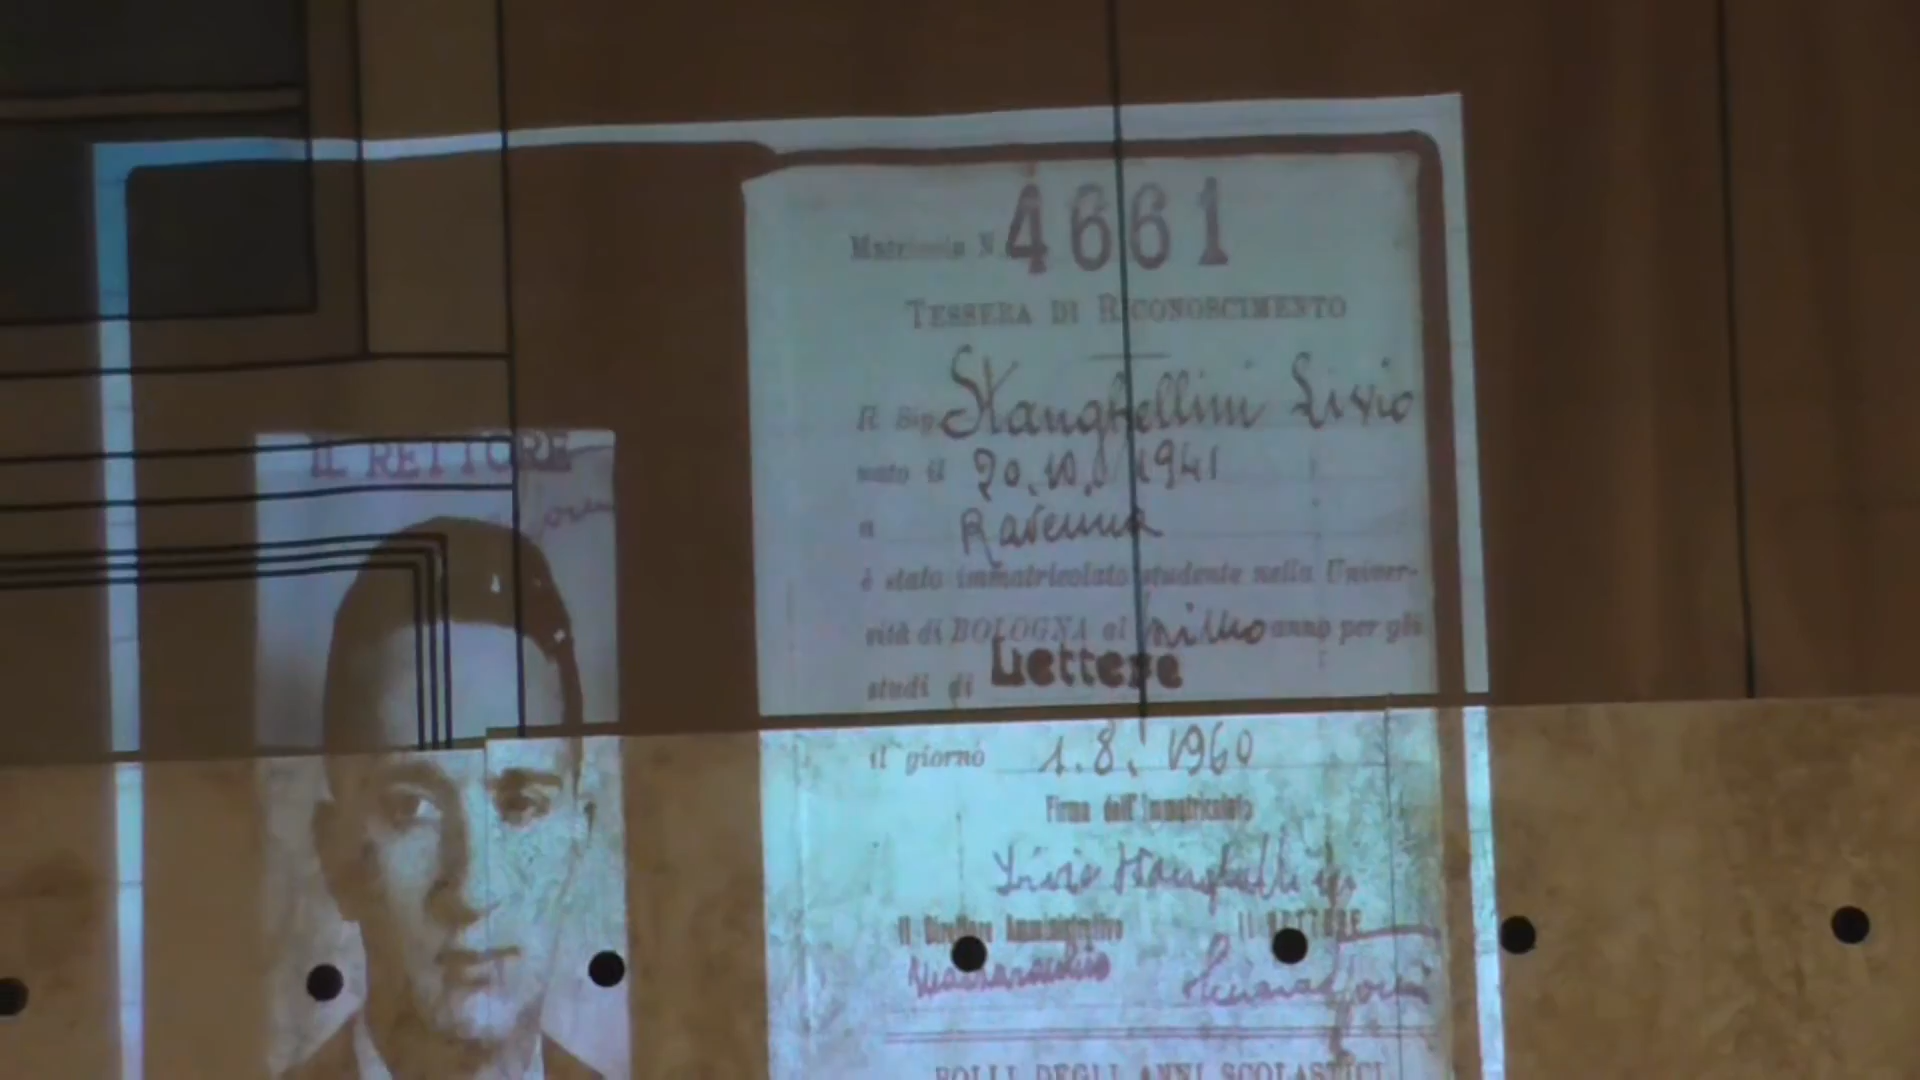 IL RETTORE
Matricola N. 4661
TESSERA DI RICONOSCIMENTO
Il Sig. Stanghellini Livio
nato il 20.10.1941
a Ravenna
è stato immatricolato studente nella Univer-
sità di BOLOGNA al primo anno per gli
studi di Lettere
il giorno 1.8.1960
Firma dell'Immatricolato
Livio Stanghellini
Il Direttore Amministrativo IL RETTORE
BOLLI DEGLI ANNI SCOLASTICI